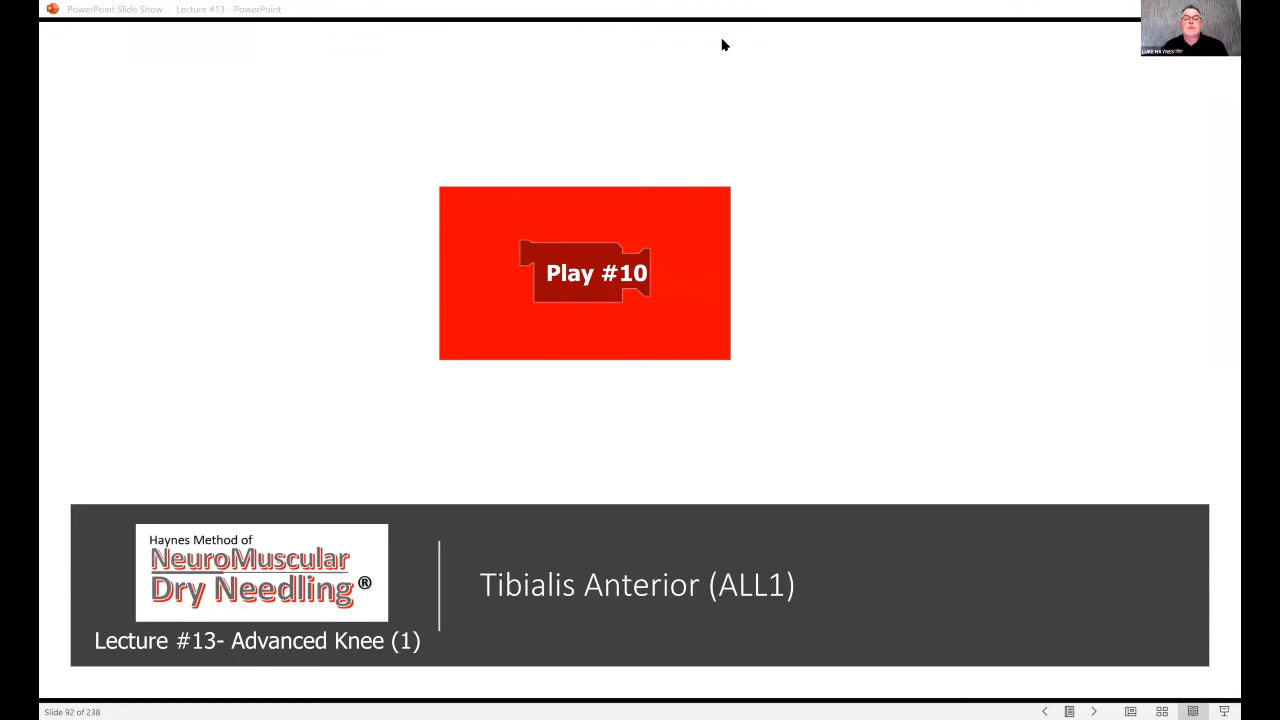 PowerPoint Slide Show - Lecture #13 - PowerPoint
LUKE HAYNES
Play #10
Haynes Method of
NeuroMuscular
Dry Needling®
Tibialis Anterior (ALL1)
Lecture #13- Advanced Knee (1)
Slide 92 of 238